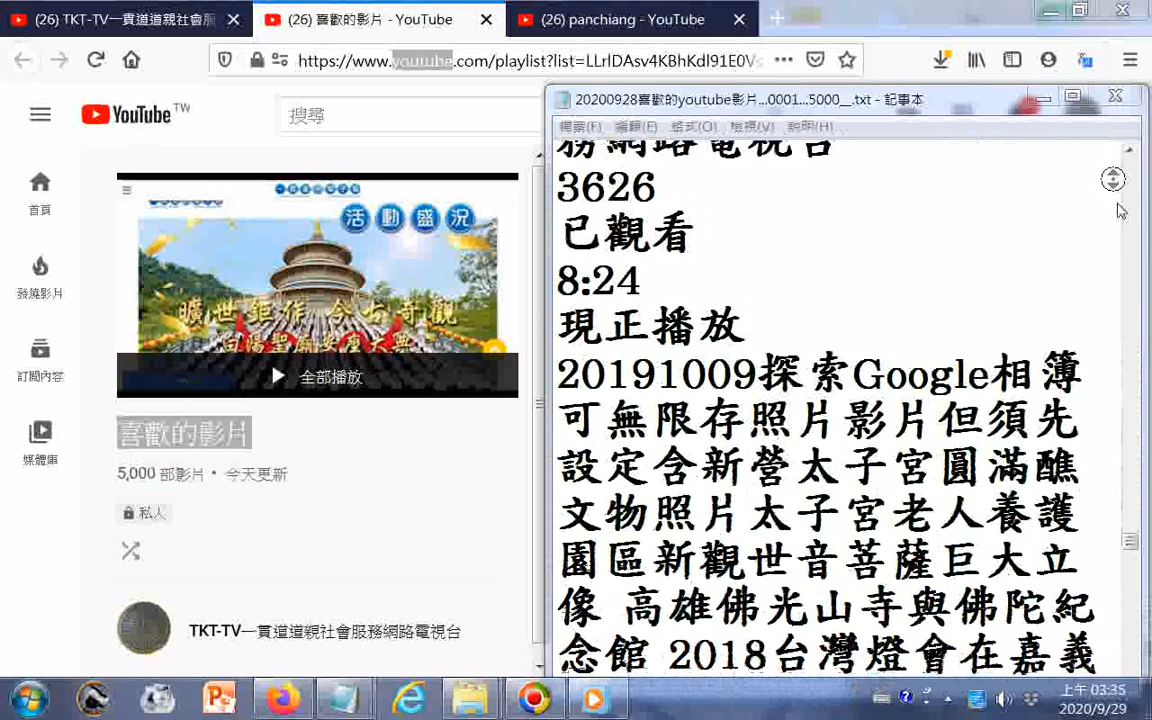 (26) TKT-TV一貫道道親社會服
(26) 喜歡的影片 - YouTube
(26) panchiang - YouTube
https://www.youtube.com/playlist?list=LLrlDAsv4KBhKdl91E0Vs
YouTube TW
搜尋
首頁
發燒影片
訂閱內容
媒體庫
活動盛況
曠世鉅作 今古奇觀
全部播放
喜歡的影片
5,000 部影片・今天更新
私人
TKT-TV一貫道道親社會服務網路電視台
20200928喜歡的youtube影片...0001...5000__.txt - 記事本
檔案(F) 編輯(E) 格式(O) 檢視(V) 說明(H)
務網路電視台
3626
已觀看
8:24
現正播放
20191009探索Google相簿
可無限存照片影片但須先
設定含新營太子宮圓滿醮
文物照片太子宮老人養護
園區新觀世音菩薩巨大立
像 高雄佛光山寺與佛陀紀
念館 2018台灣燈會在嘉義
上午 03:35
2020/9/29